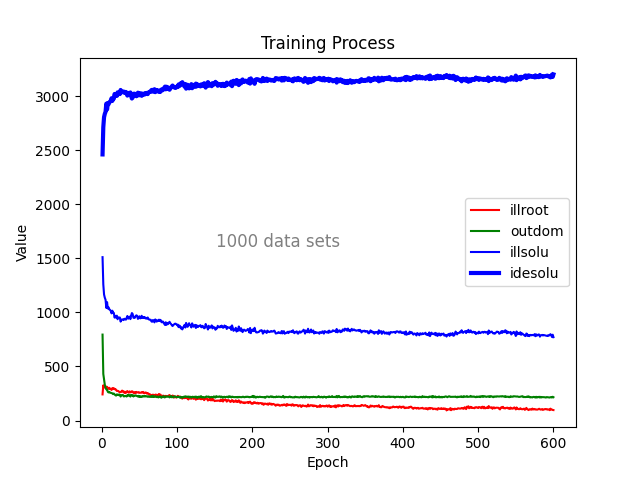 Training Process
3000
2500
2000
1500
1000
500
0
Value
1000 data sets
illroot
outdom
illsolu
idesolu
0 100 200 300 400 500 600
Epoch